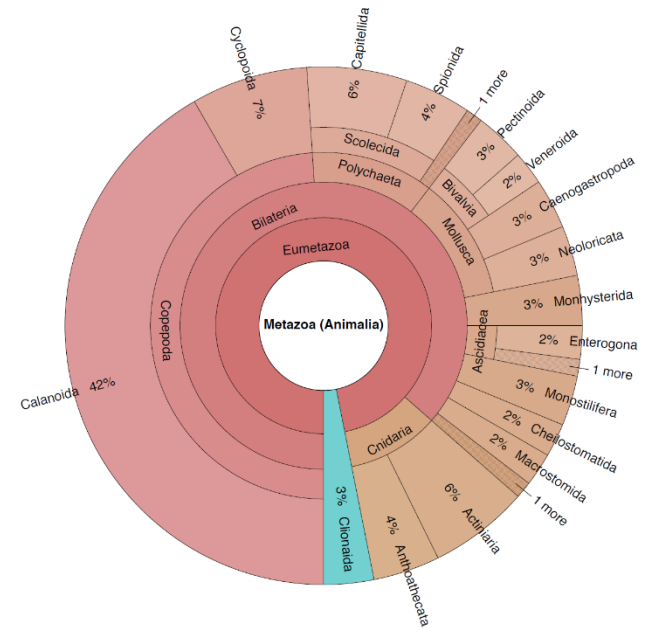 Metazoa (Animalia)
Eumetazoa
Bilateria
Copepoda
Calanoida 42%
Cyclopoida 7%
Polychaeta
Scolecida
Capitellida 6%
Spionida 4%
1 more
Mollusca
Bivalvia
Pectinoida 3%
Veneroida 2%
Caenogastropoda 3%
Neoloricata 3%
Monhysterida 3%
Ascidiacea
Enterogona 2%
1 more
Monostilifera 3%
Cheilostomatida 2%
Macrostomida 2%
1 more
Cnidaria
Actiniaria 6%
Anthoathecata 4%
Clionaida 3%